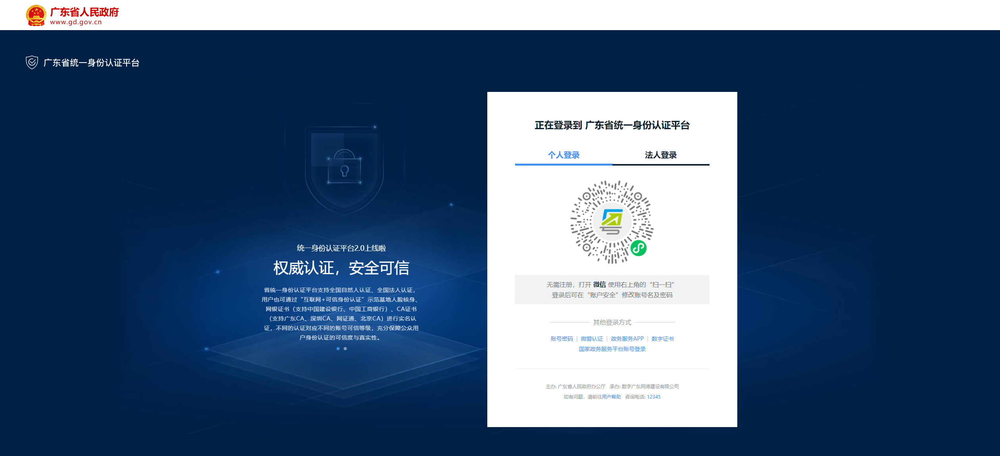 广东省人民政府
www.gd.gov.cn
广东省统一身份认证平台
统一身份认证平台2.0上线啦
权威认证，安全可信
省统一身份认证平台支持全国自然人认证、全国法人认证，
用户也可通过“互联网+可信身份认证”示范基地人脸核身、
网银证书（支持中国建设银行、中国工商银行）、CA证书
（支持广东CA、深圳CA、网证通、北京CA）进行实名认
证，不同的认证对应不同的账号可信等级，充分保障公众用
户身份认证的可信度与真实性。
正在登录到 广东省统一身份认证平台
个人登录 法人登录
无需注册，打开 微信 使用右上角的“扫一扫”
登录后可在“账户安全”修改账号名及密码
其他登录方式
账号密码 | 微警认证 | 政务服务APP | 数字证书
国家政务服务平台账号登录
主办: 广东省人民政府办公厅 承办: 数字广东网络建设有限公司
如有问题，请前往用户帮助 咨询电话: 12345